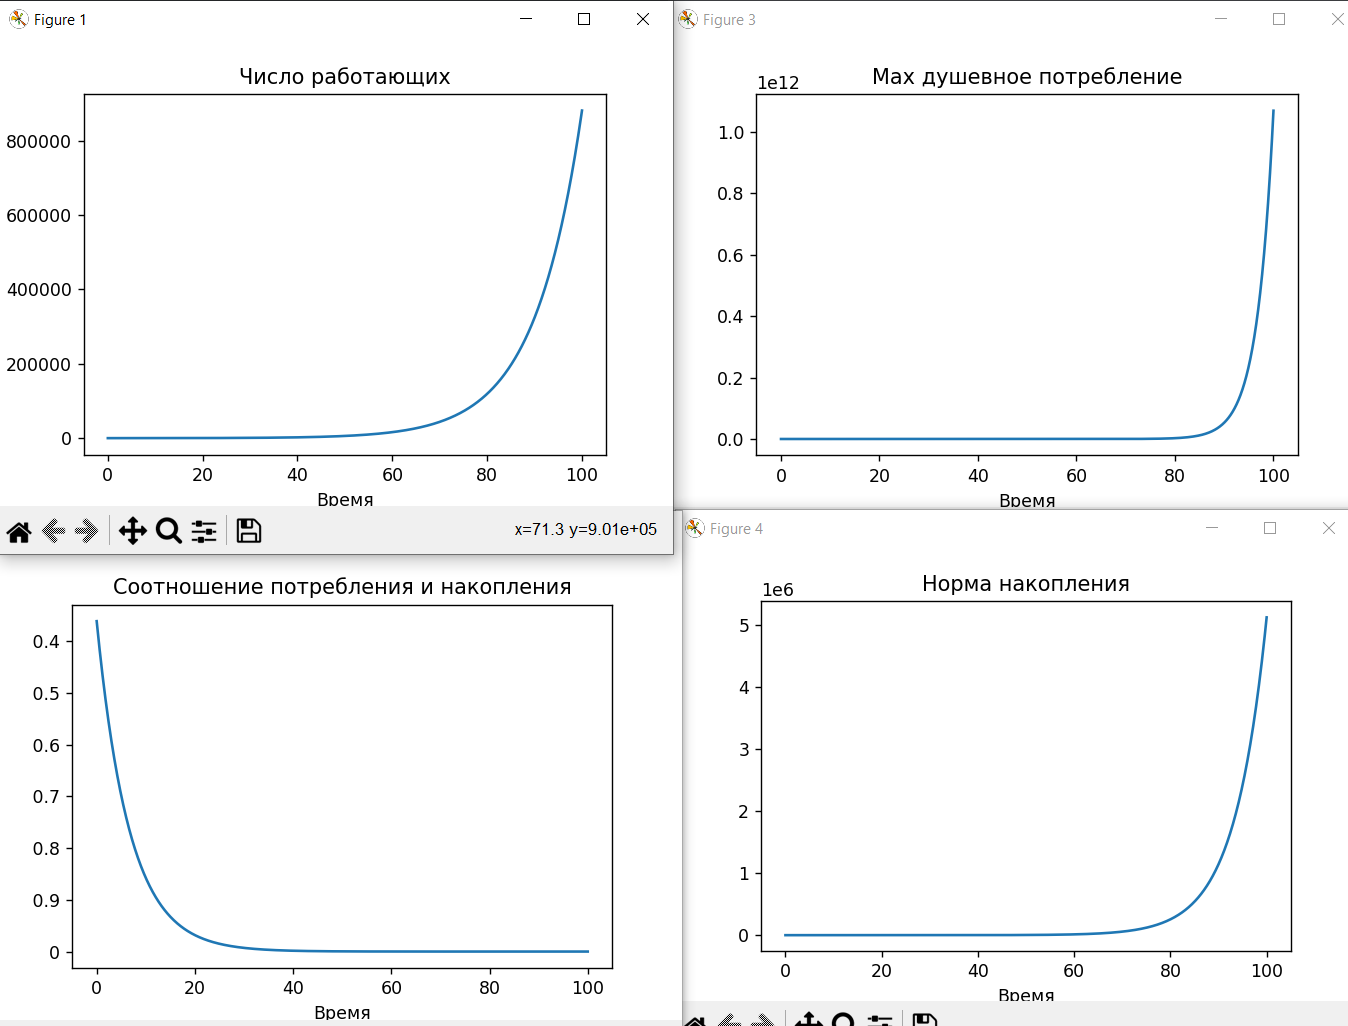 Figure 1
Число работающих
800000
600000
400000
200000
0
0 20 40 60 80 100
Время
x=71.3 y=9.01e+05
Figure 3
1e12
Max душевное потребление
1.0
0.8
0.6
0.4
0.2
0.0
0 20 40 60 80 100
Время
Соотношение потребления и накопления
0.4
0.5
0.6
0.7
0.8
0.9
0
0 20 40 60 80 100
Время
Figure 4
1e6
Норма накопления
5
4
3
2
1
0
0 20 40 60 80 100
Время